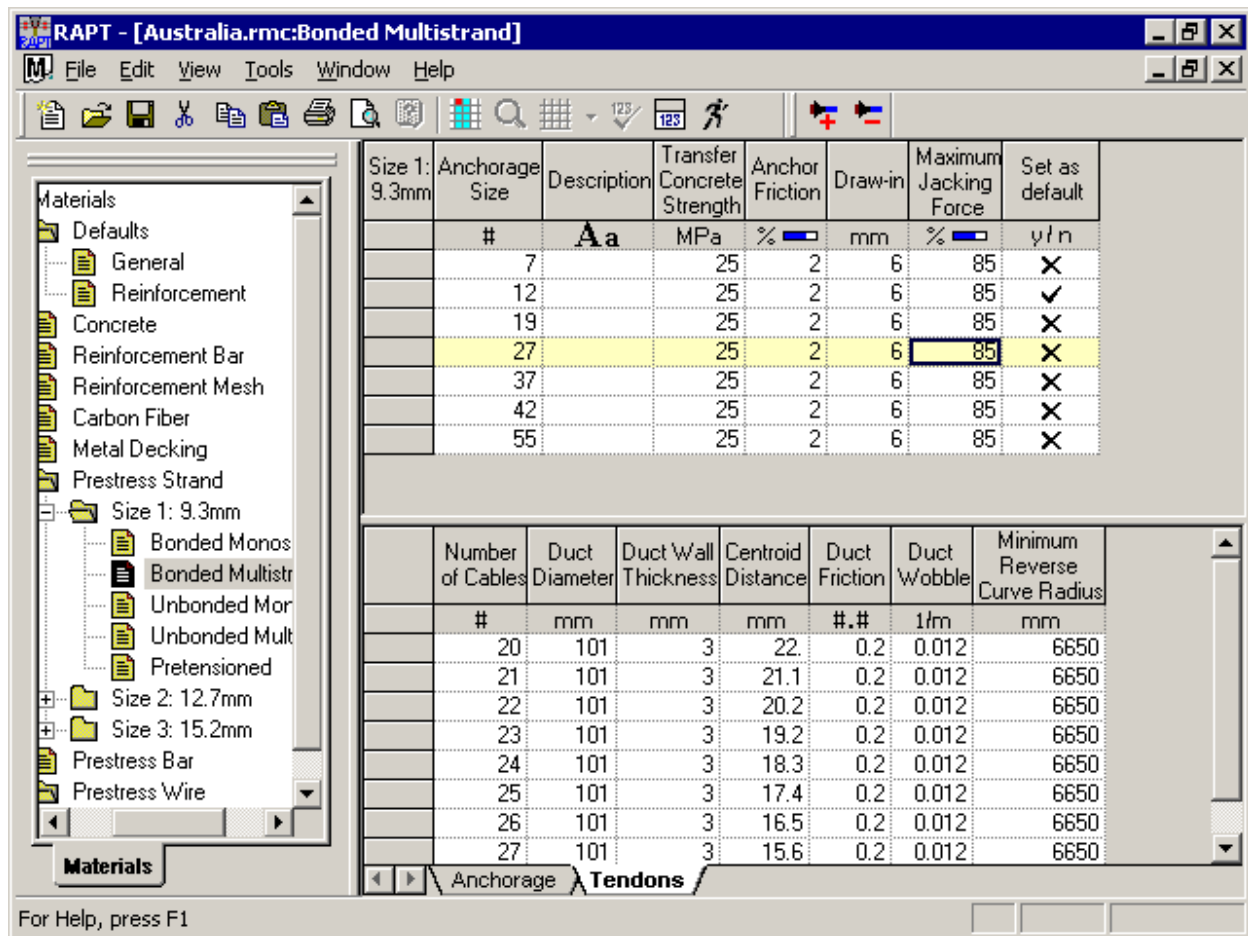 RAPT - [Australia.rmc:Bonded Multistrand]
File Edit View Tools Window Help
Materials
Defaults
General
Reinforcement
Concrete
Reinforcement Bar
Reinforcement Mesh
Carbon Fiber
Metal Decking
Prestress Strand
Size 1: 9.3mm
Bonded Monos
Bonded Multistr
Unbonded Mor
Unbonded Mult
Pretensioned
Size 2: 12.7mm
Size 3: 15.2mm
Prestress Bar
Prestress Wire
Materials
Size 1: 9.3mm Anchorage Size Description Transfer Concrete Strength Anchor Friction Draw-in Maximum Jacking Force Set as default
# Aa MPa % mm % y/n
7 25 2 6 85
12 25 2 6 85
19 25 2 6 85
27 25 2 6 85
37 25 2 6 85
42 25 2 6 85
55 25 2 6 85
Number of Cables Duct Diameter Duct Wall Thickness Centroid Distance Duct Friction Duct Wobble Minimum Reverse Curve Radius
# mm mm mm #.# 1/m mm
20 101 3 22. 0.2 0.012 6650
21 101 3 21.1 0.2 0.012 6650
22 101 3 20.2 0.2 0.012 6650
23 101 3 19.2 0.2 0.012 6650
24 101 3 18.3 0.2 0.012 6650
25 101 3 17.4 0.2 0.012 6650
26 101 3 16.5 0.2 0.012 6650
27 101 3 15.6 0.2 0.012 6650
Anchorage Tendons
For Help, press F1